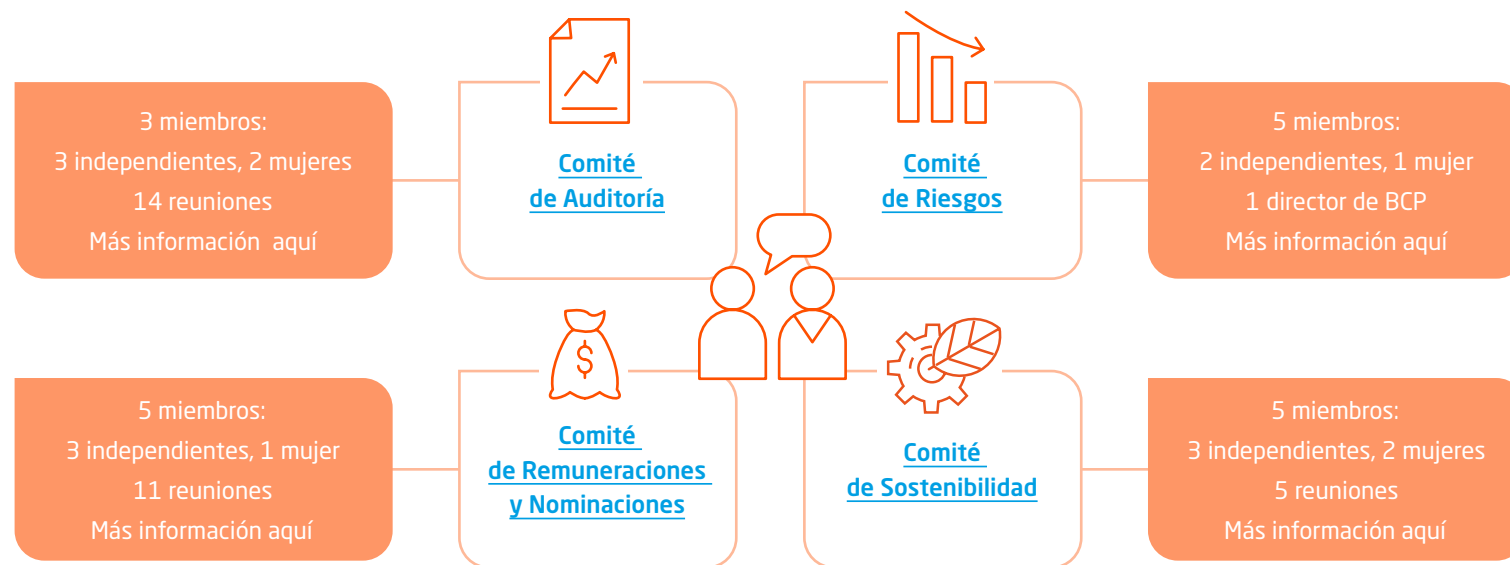 3 miembros:
3 independientes, 2 mujeres
14 reuniones
Más información aquí
Comité
de Auditoría
Comité
de Riesgos
5 miembros:
2 independientes, 1 mujer
1 director de BCP
Más información aquí
5 miembros:
3 independientes, 1 mujer
11 reuniones
Más información aquí
$
Comité
de Remuneraciones
y Nominaciones
Comité
de Sostenibilidad
5 miembros:
3 independientes, 2 mujeres
5 reuniones
Más información aquí